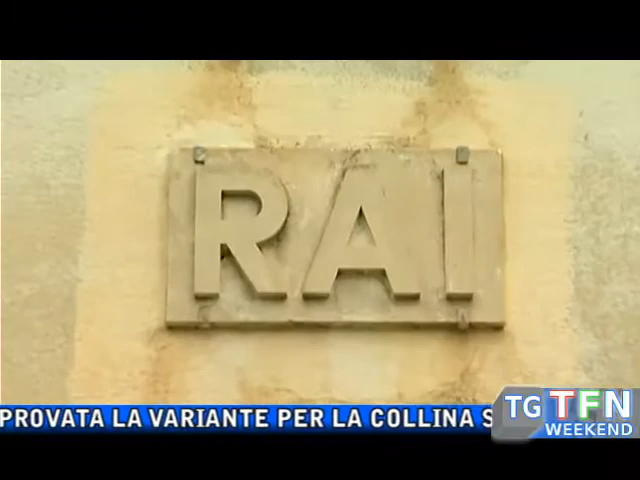 RAI
PROVATA LA VARIANTE PER LA COLLINA S
TG TFN
WEEKEND